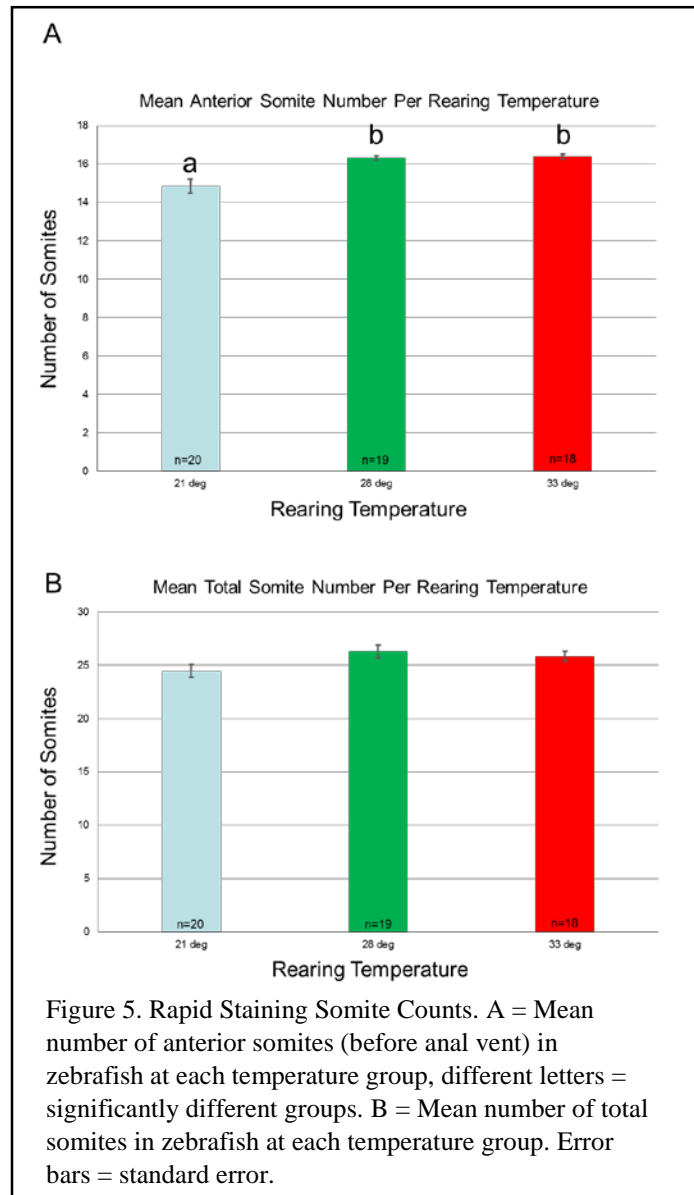 A
Mean Anterior Somite Number Per Rearing Temperature
18
16
14
12
10
8
6
4
2
0
Number of Somites
a
b
b
n=20
n=19
n=18
21 deg
28 deg
33 deg
Rearing Temperature
B
Mean Total Somite Number Per Rearing Temperature
30
25
20
15
10
5
0
Number of Somites
n=20
n=19
n=18
21 deg
28 deg
33 deg
Rearing Temperature
Figure 5. Rapid Staining Somite Counts. A = Mean
number of anterior somites (before anal vent) in
zebrafish at each temperature group, different letters =
significantly different groups. B = Mean number of total
somites in zebrafish at each temperature group. Error
bars = standard error.